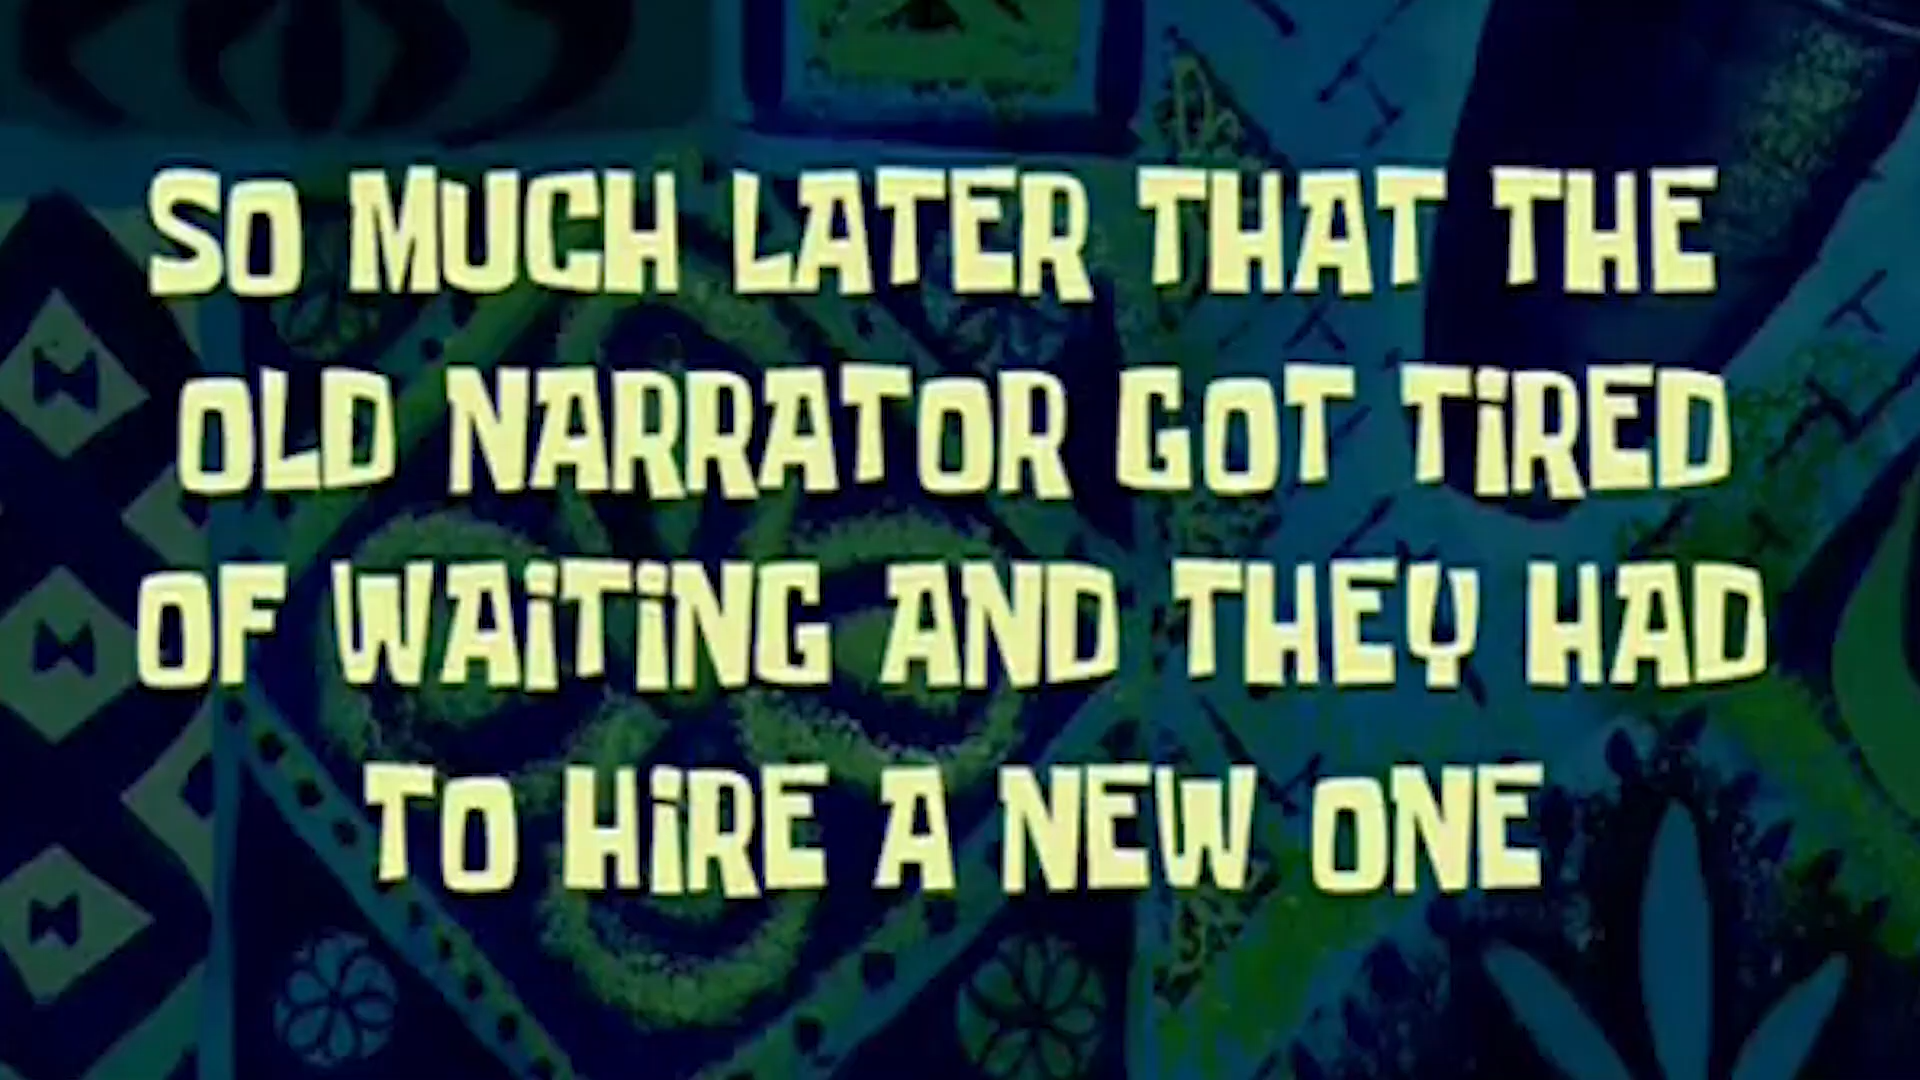 SO MUCH LATER THAT THE
OLD NARRATOR GOT TiRED
OF WAiTiNG AND THEY HAD
TO HiRE A NEW ONE